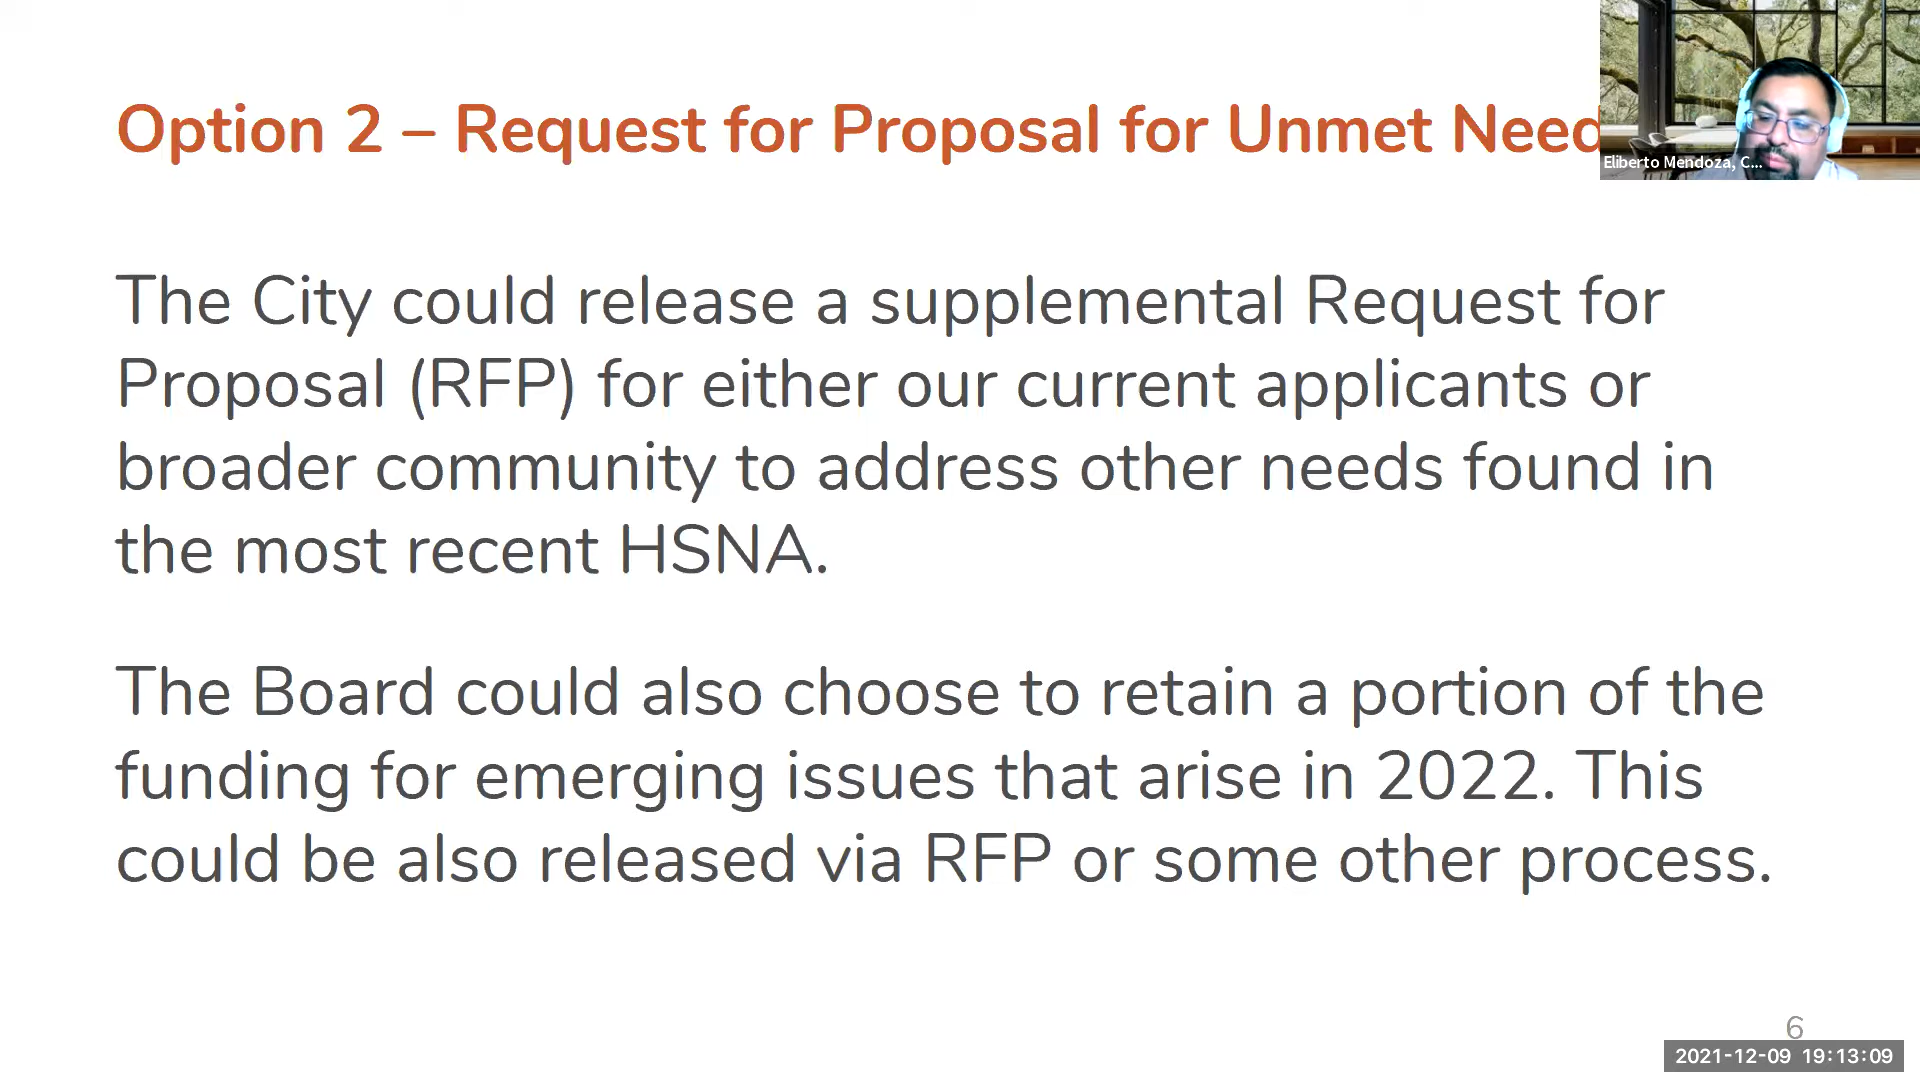 Option 2 – Request for Proposal for Unmet Need
Eliberto Mendoza, C...
The City could release a supplemental Request for
Proposal (RFP) for either our current applicants or
broader community to address other needs found in
the most recent HSNA.
The Board could also choose to retain a portion of the
funding for emerging issues that arise in 2022. This
could be also released via RFP or some other process.
6
2021-12-09 19:13:09